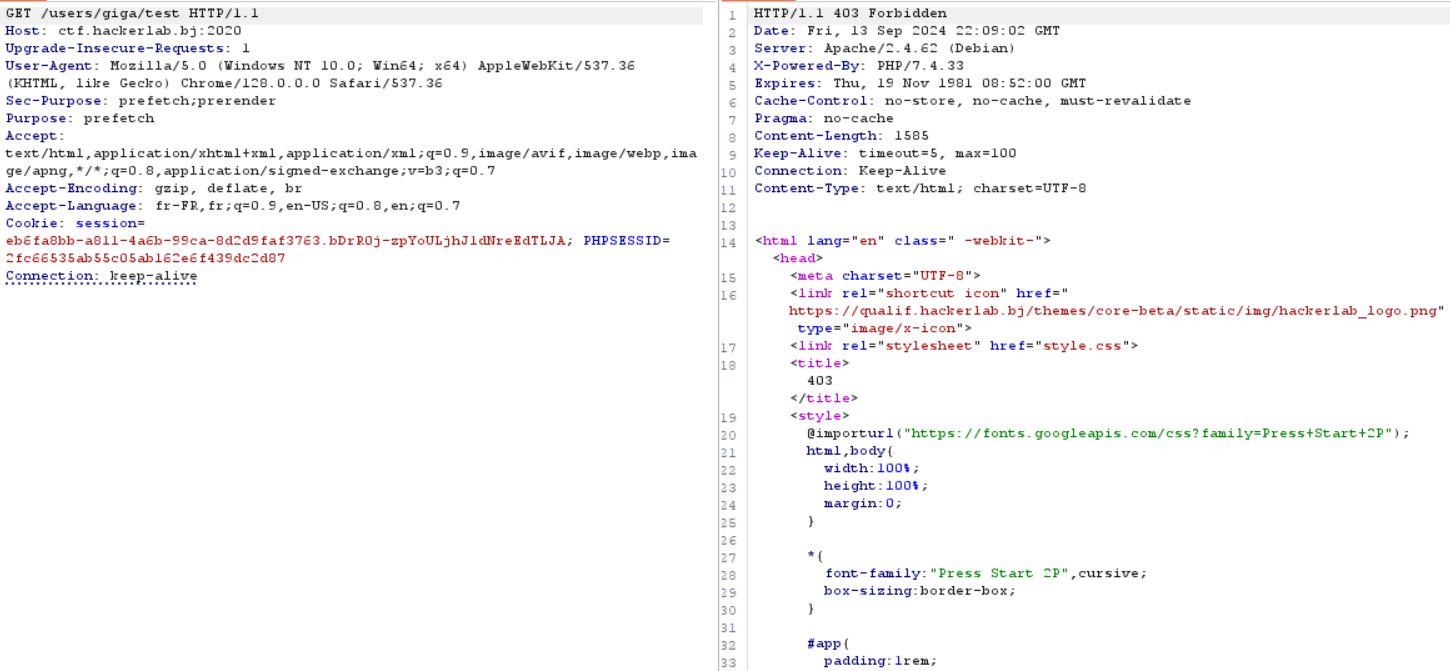 GET /users/giga/test HTTP/1.1
Host: ctf.hackerlab.bj:2020
Upgrade-Insecure-Requests: 1
User-Agent: Mozilla/5.0 (Windows NT 10.0; Win64; x64) AppleWebKit/537.36
(KHTML, like Gecko) Chrome/128.0.0.0 Safari/537.36
Sec-Purpose: prefetch;prerender
Purpose: prefetch
Accept:
text/html,application/xhtml+xml,application/xml;q=0.9,image/avif,image/webp,ima
ge/apng,*/*;q=0.8,application/signed-exchange;v=b3;q=0.7
Accept-Encoding: gzip, deflate, br
Accept-Language: fr-FR,fr;q=0.9,en-US;q=0.8,en;q=0.7
Cookie: session=
eb6fa8bb-a811-4a6b-99ca-8d2d9faf3763.bDrR0j-zpYoULjhJldNreEdTLJA; PHPSESSID=
2fc66535ab55c05ab162e6f439dc2d87
Connection: keep-alive
1 HTTP/1.1 403 Forbidden
2 Date: Fri, 13 Sep 2024 22:09:02 GMT
3 Server: Apache/2.4.62 (Debian)
4 X-Powered-By: PHP/7.4.33
5 Expires: Thu, 19 Nov 1981 08:52:00 GMT
6 Cache-Control: no-store, no-cache, must-revalidate
7 Pragma: no-cache
8 Content-Length: 1585
9 Keep-Alive: timeout=5, max=100
10 Connection: Keep-Alive
11 Content-Type: text/html; charset=UTF-8
12
13
14 <html lang="en" class=" -webkit-">
<head>
15 <meta charset="UTF-8">
16 <link rel="shortcut icon" href="
https://qualif.hackerlab.bj/themes/core-beta/static/img/hackerlab_logo.png"
type="image/x-icon">
17 <link rel="stylesheet" href="style.css">
18 <title>
403
</title>
19 <style>
20 @importurl("https://fonts.googleapis.com/css?family=Press+Start+2P");
21 html,body{
22 width:100%;
23 height:100%;
24 margin:0;
25 }
26
27 *{
28 font-family:"Press Start 2P",cursive;
29 box-sizing:border-box;
30 }
31
32 #app{
33 padding:1rem;